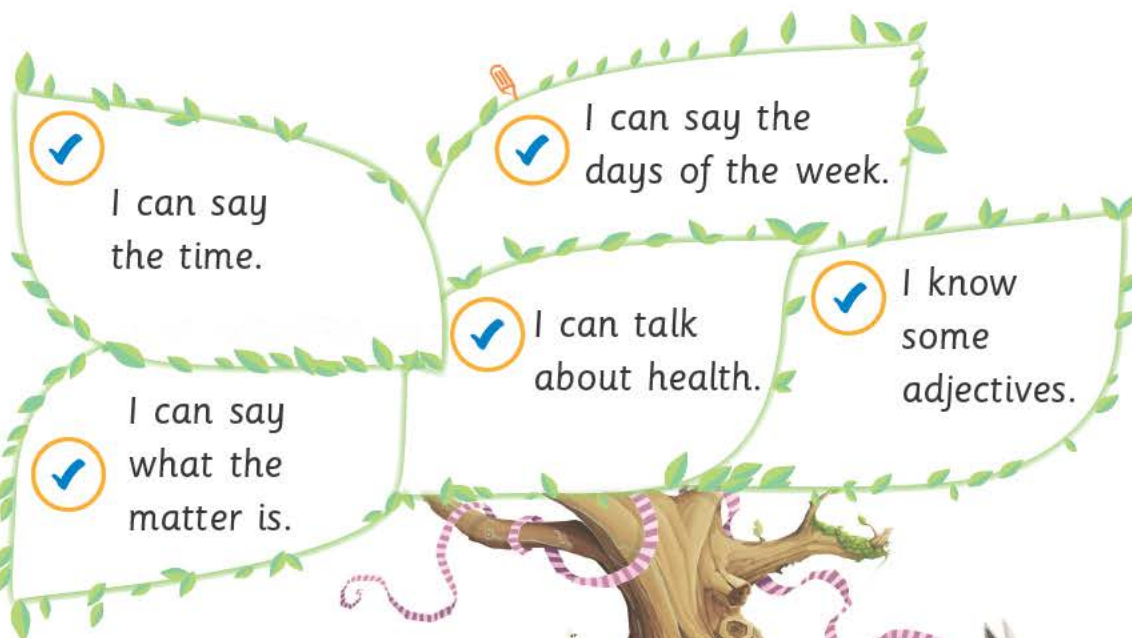 I can say
the time.
I can say the
days of the week.
I can talk
about health.
I know
some
adjectives.
I can say
what the
matter is.